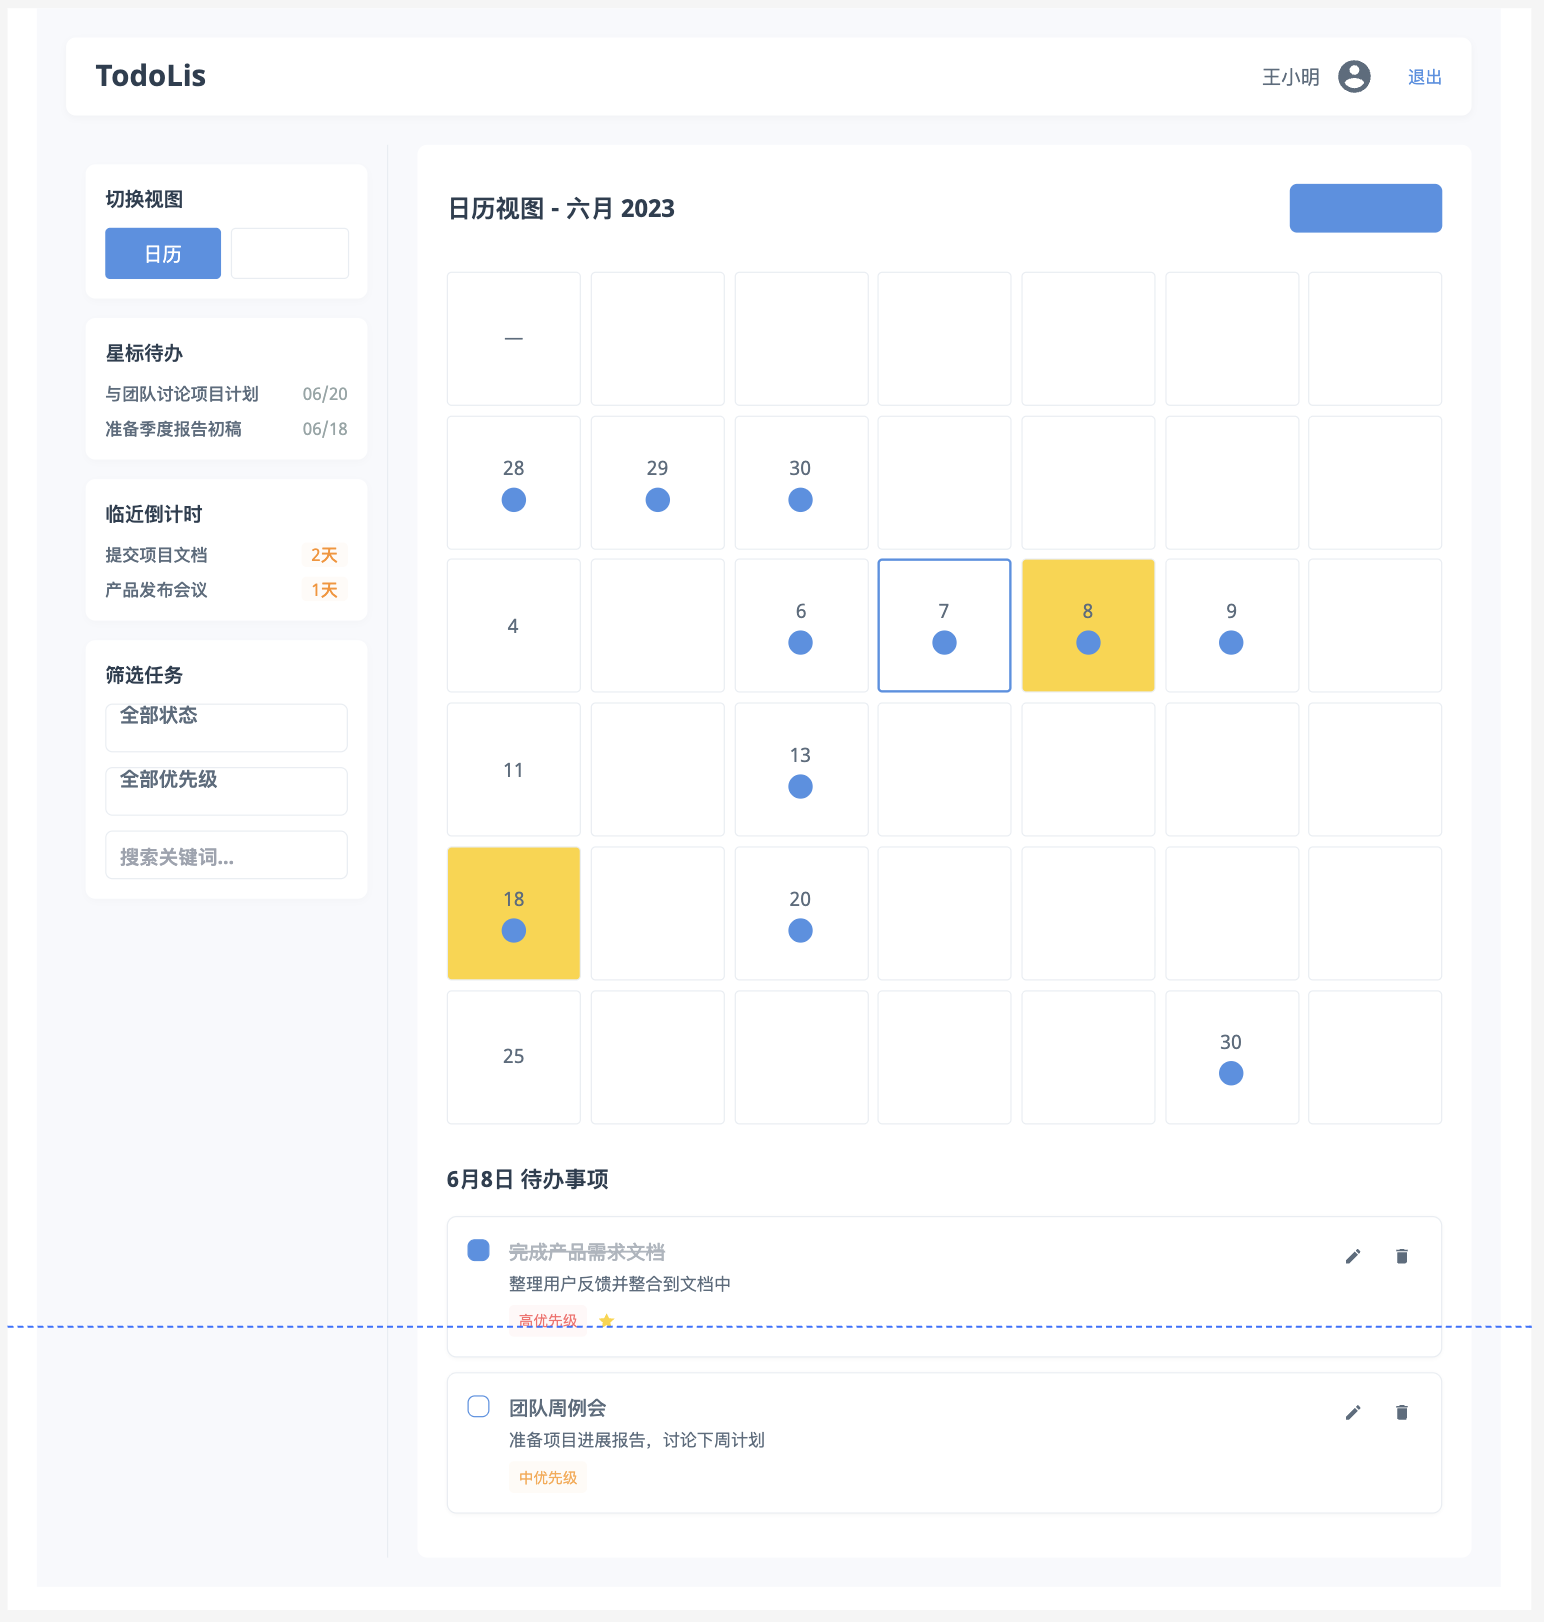 TodoLis
王小明 退出
切换视图
日历
星标待办
与团队讨论项目计划 06/20
准备季度报告初稿 06/18
临近倒计时
提交项目文档 2天
产品发布会议 1天
筛选任务
全部状态
全部优先级
搜索关键词...
日历视图 - 六月 2023
一
28 29 30
4 6 7 8 9
11 13
18 20
25 30
6月8日 待办事项
完成产品需求文档
整理用户反馈并整合到文档中
高优先级
团队周例会
准备项目进展报告，讨论下周计划
中优先级